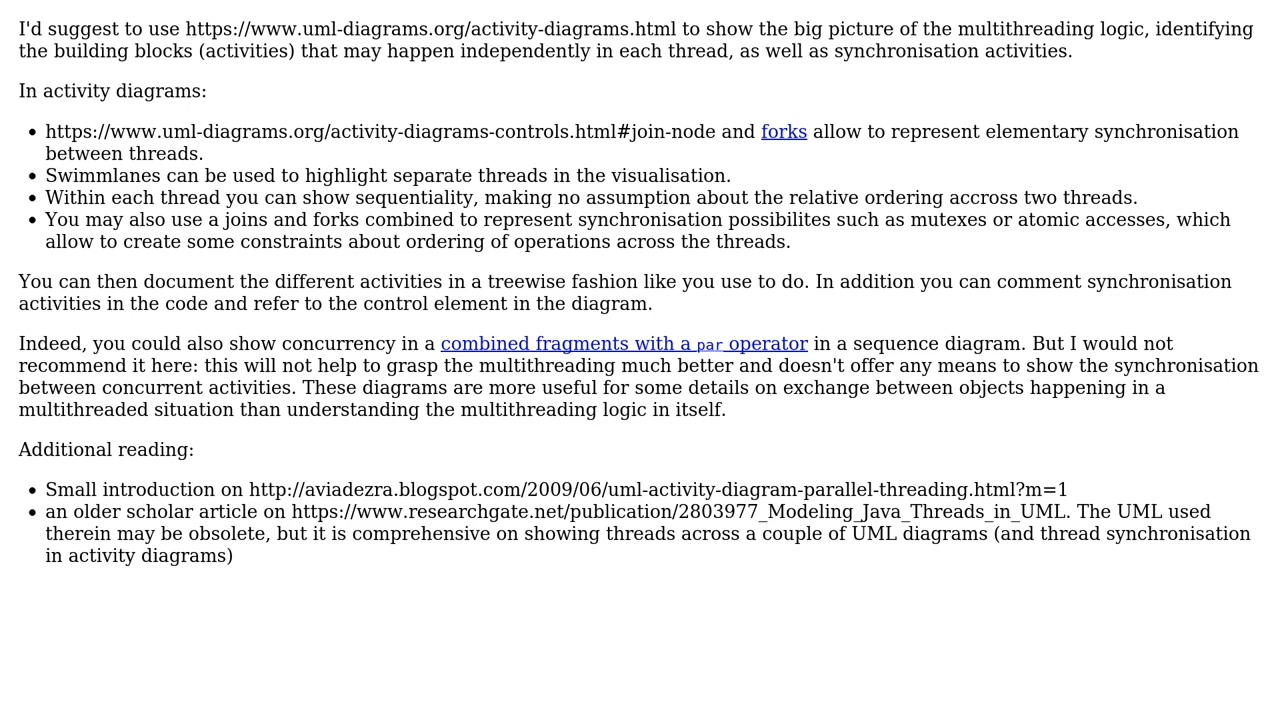 I'd suggest to use https://www.uml-diagrams.org/activity-diagrams.html to show the big picture of the multithreading logic, identifying
the building blocks (activities) that may happen independently in each thread, as well as synchronisation activities.
In activity diagrams:
• https://www.uml-diagrams.org/activity-diagrams-controls.html#join-node and forks allow to represent elementary synchronisation
between threads.
• Swimmlanes can be used to highlight separate threads in the visualisation.
• Within each thread you can show sequentiality, making no assumption about the relative ordering accross two threads.
• You may also use a joins and forks combined to represent synchronisation possibilites such as mutexes or atomic accesses, which
allow to create some constraints about ordering of operations across the threads.
You can then document the different activities in a treewise fashion like you use to do. In addition you can comment synchronisation
activities in the code and refer to the control element in the diagram.
Indeed, you could also show concurrency in a combined fragments with a par operator in a sequence diagram. But I would not
recommend it here: this will not help to grasp the multithreading much better and doesn't offer any means to show the synchronisation
between concurrent activities. These diagrams are more useful for some details on exchange between objects happening in a
multithreaded situation than understanding the multithreading logic in itself.
Additional reading:
• Small introduction on http://aviadezra.blogspot.com/2009/06/uml-activity-diagram-parallel-threading.html?m=1
• an older scholar article on https://www.researchgate.net/publication/2803977_Modeling_Java_Threads_in_UML. The UML used
therein may be obsolete, but it is comprehensive on showing threads across a couple of UML diagrams (and thread synchronisation
in activity diagrams)